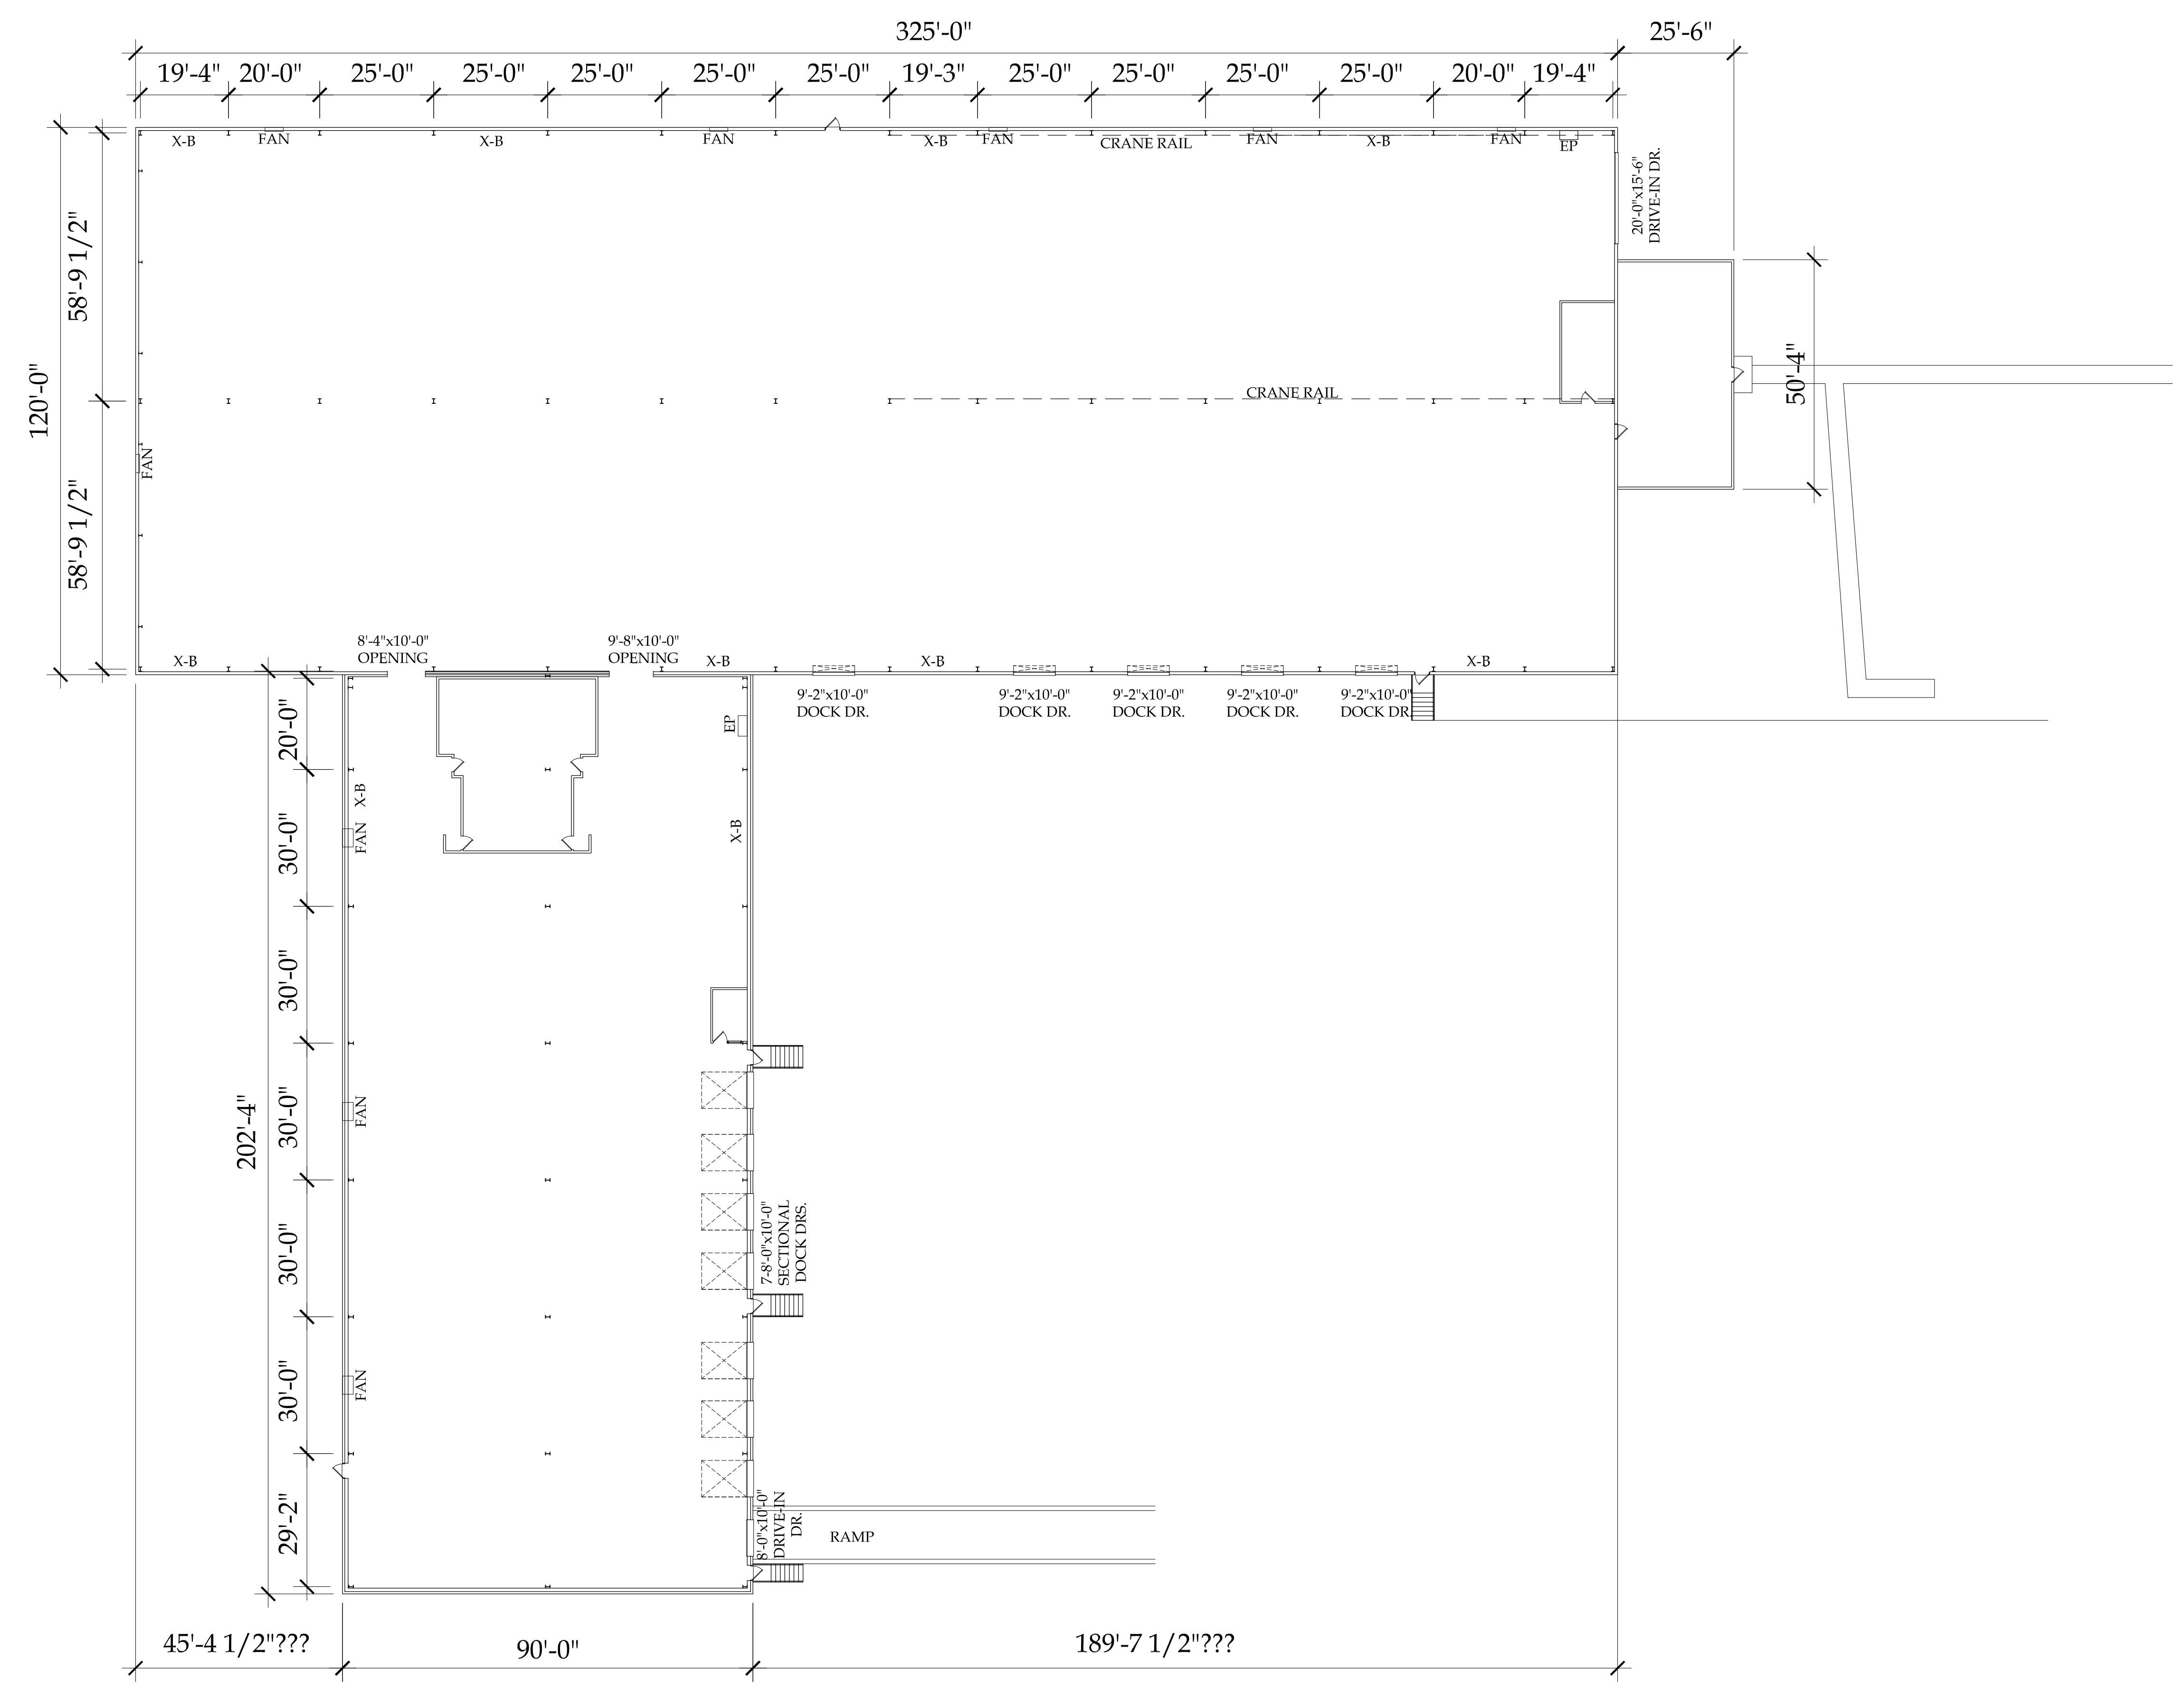 325'-0"
25'-6"
19'-4"
20'-0"
25'-0"
25'-0"
25'-0"
25'-0"
25'-0"
19'-3"
25'-0"
25'-0"
25'-0"
25'-0"
20'-0"
19'-4"
X-B
FAN
X-B
FAN
X-B
FAN
CRANE RAIL
FAN
X-B
FAN
EP
20'-0"x15'-6"
DRIVE-IN DR.
58'-9 1/2"
120'-0"
50'-4"
CRANE RAIL
FAN
58'-9 1/2"
8'-4"x10'-0"
OPENING
9'-8"x10'-0"
OPENING
X-B
X-B
X-B
X-B
9'-2"x10'-0"
DOCK DR.
9'-2"x10'-0"
DOCK DR.
9'-2"x10'-0"
DOCK DR.
9'-2"x10'-0"
DOCK DR.
9'-2"x10'-0"
DOCK DR.
20'-0"
EP
X-B
FAN
X-B
30'-0"
30'-0"
202'-4"
30'-0"
FAN
7-8'-0"x10'-0"
SECTIONAL
DOCK DRS.
30'-0"
30'-0"
FAN
29'-2"
8'-0"x10'-0"
DRIVE-IN
DR.
RAMP
45'-4 1/2"???
90'-0"
189'-7 1/2"???